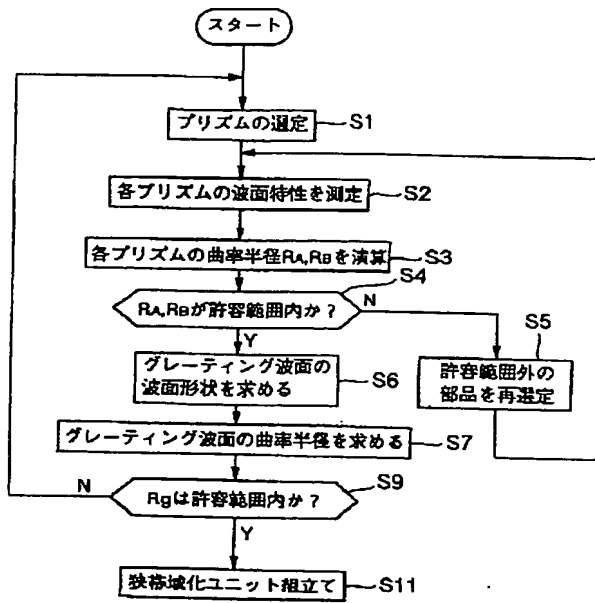 スタート
プリズムの選定
S1
各プリズムの波面特性を測定
S2
各プリズムの曲率半径RA,RBを演算
S3
S4
RA,RBが許容範囲内か?
N
Y
S5
許容範囲外の
部品を再選定
グレーティング波面の
波面形状を求める
S6
グレーティング波面の曲率半径を求める
S7
S9
Rgは許容範囲内か?
N
Y
狭帯域化ユニット組立て
S11